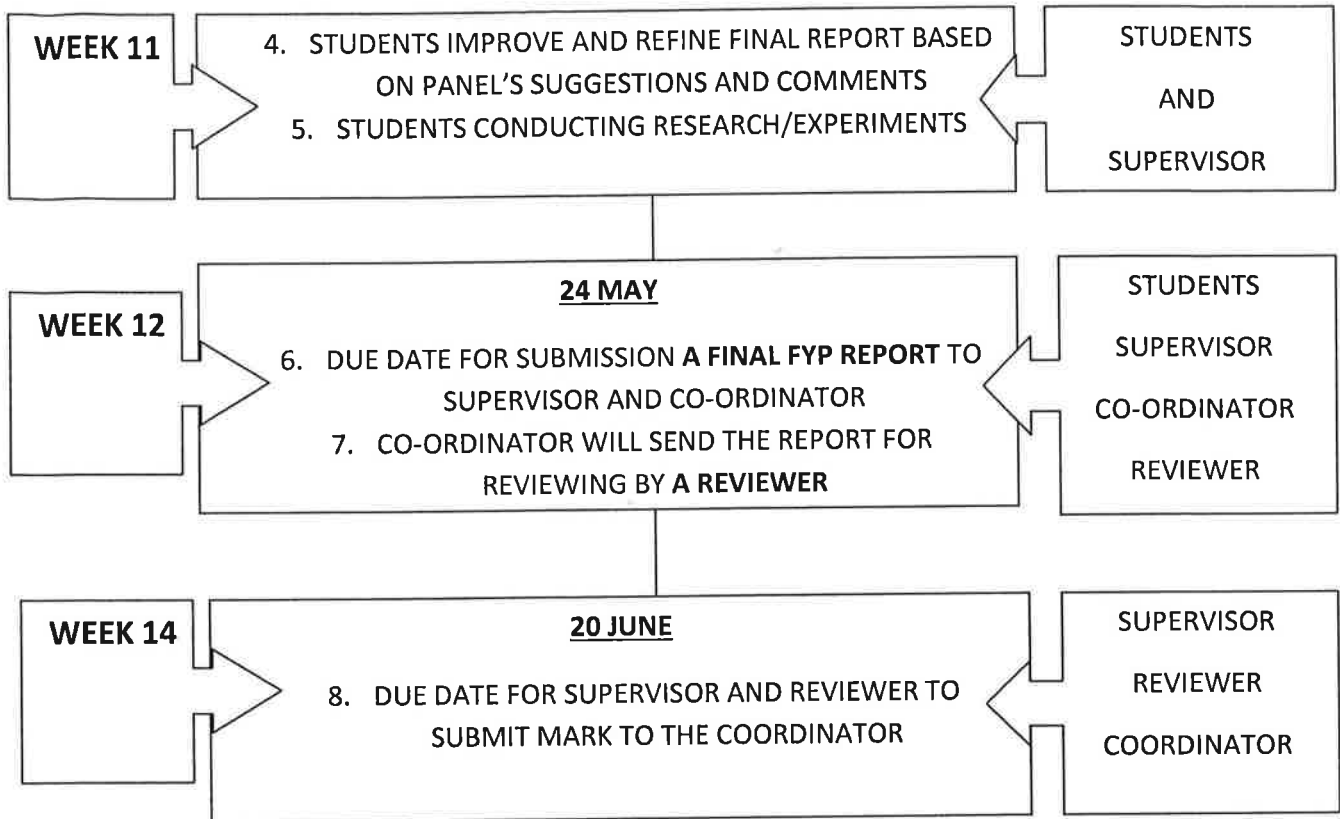 WEEK 11
4. STUDENTS IMPROVE AND REFINE FINAL REPORT BASED
ON PANEL'S SUGGESTIONS AND COMMENTS
5. STUDENTS CONDUCTING RESEARCH/EXPERIMENTS
STUDENTS
AND
SUPERVISOR
WEEK 12
24 MAY
6. DUE DATE FOR SUBMISSION A FINAL FYP REPORT TO
SUPERVISOR AND CO-ORDINATOR
7. CO-ORDINATOR WILL SEND THE REPORT FOR
REVIEWING BY A REVIEWER
STUDENTS
SUPERVISOR
CO-ORDINATOR
REVIEWER
WEEK 14
20 JUNE
8. DUE DATE FOR SUPERVISOR AND REVIEWER TO
SUBMIT MARK TO THE COORDINATOR
SUPERVISOR
REVIEWER
COORDINATOR